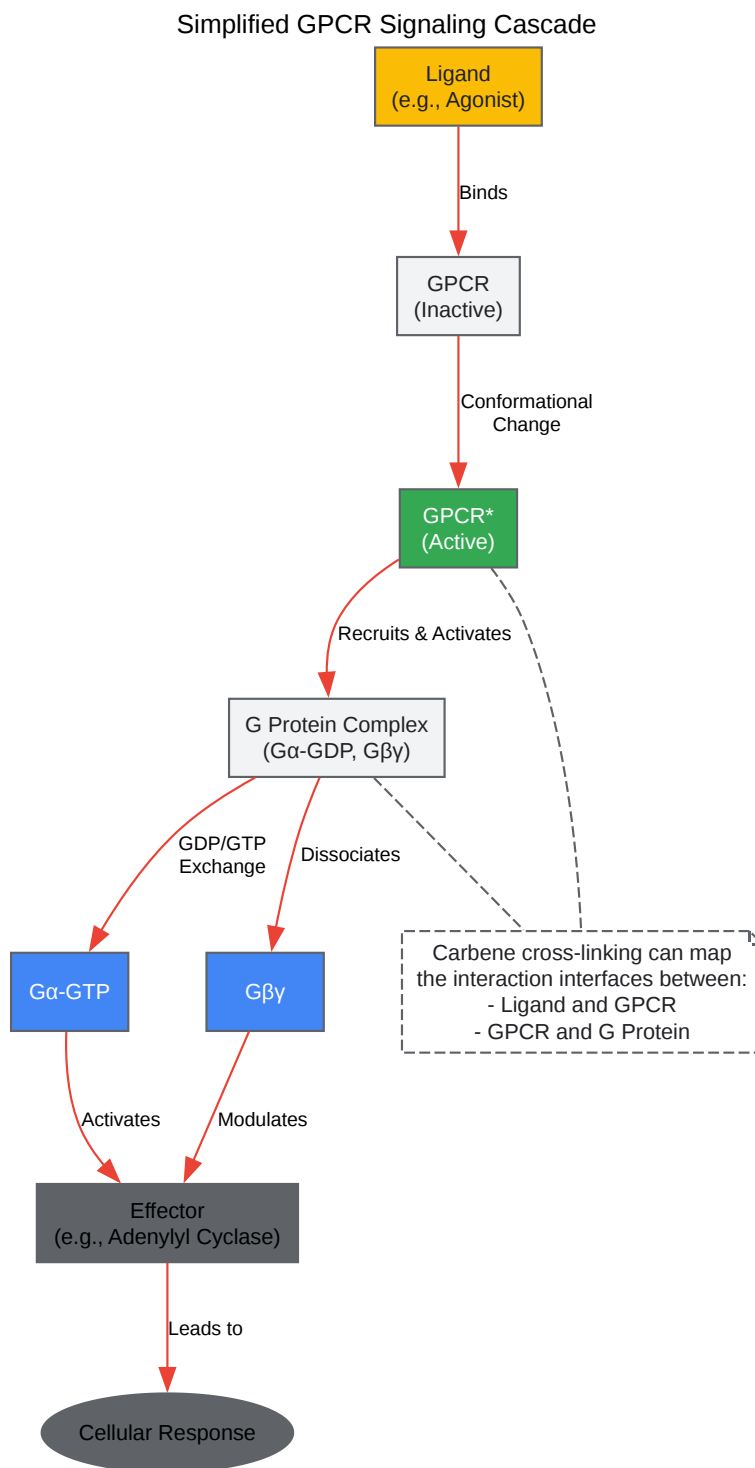 Simplified GPCR Signaling Cascade
Ligand
(e.g., Agonist)
Binds
GPCR
(Inactive)
Conformational
Change
GPCR*
(Active)
Recruits & Activates
G Protein Complex
(Gα-GDP, Gβγ)
GDP/GTP
Exchange
Dissociates
Gα-GTP
Gβγ
Carbene cross-linking can map
the interaction interfaces between:
- Ligand and GPCR
- GPCR and G Protein
Activates
Modulates
Effector
(e.g., Adenylyl Cyclase)
Leads to
Cellular Response